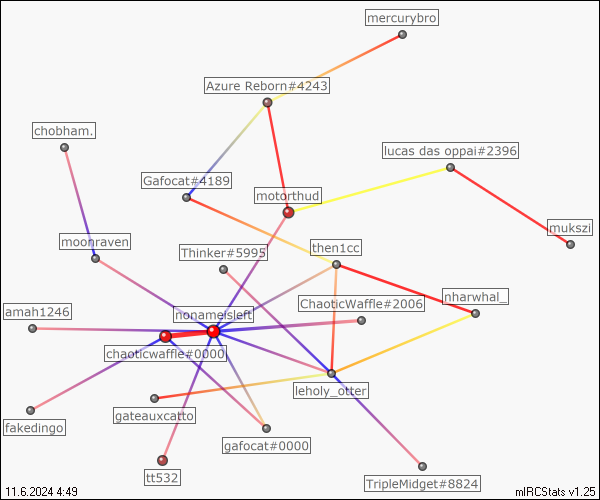 mercurybro
Azure Reborn#4243
chobham.
lucas das oppai#2396
Gafocat#4189
motorthud
mukszi
moonraven
Thinker#5995
then1cc
ChaoticWaffle#2006
nharwhal_
amah1246
nonameisleft
chaoticwaffle#0000
leholy_otter
gateauxcatto
fakedingo
gafocat#0000
tt532
TripleMidget#8824
11.6.2024 4:49
mIRCStats v1.25